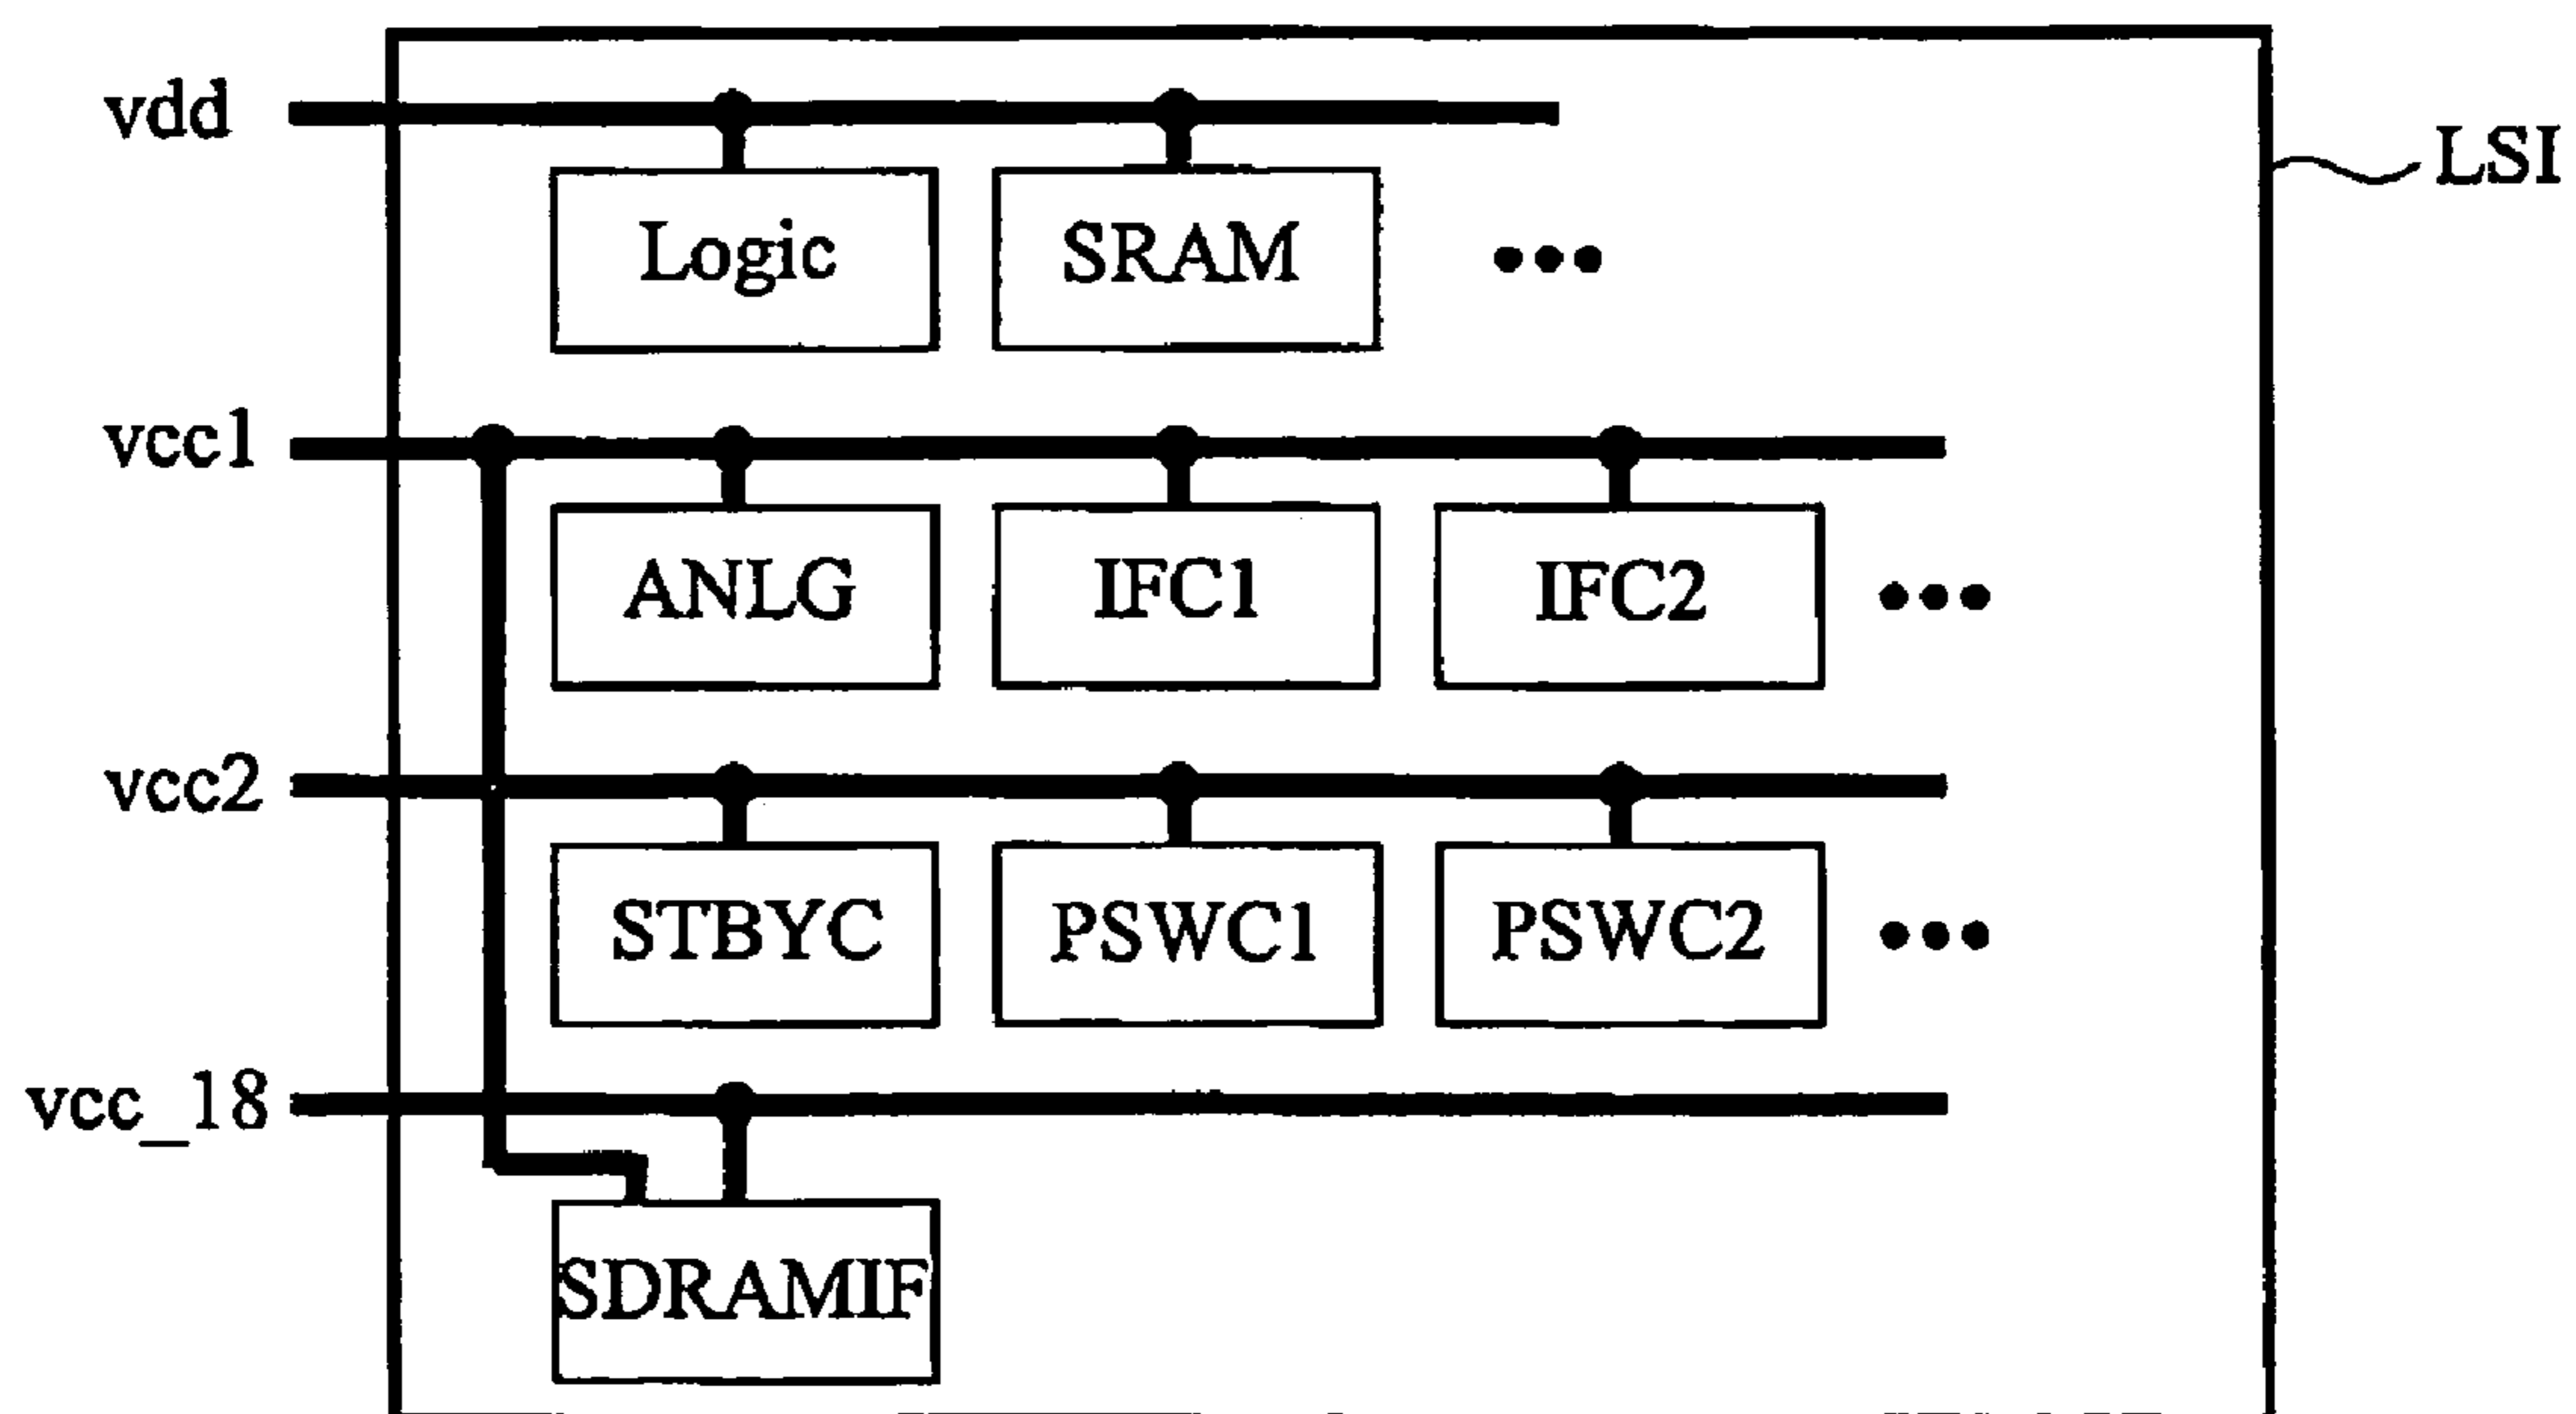 vdd
LSI
Logic
SRAM
•••
vcc1
ANLG
IFC1
IFC2
•••
vcc2
STBYC
PSWC1
PSWC2
•••
vcc_18
SDRAMIF